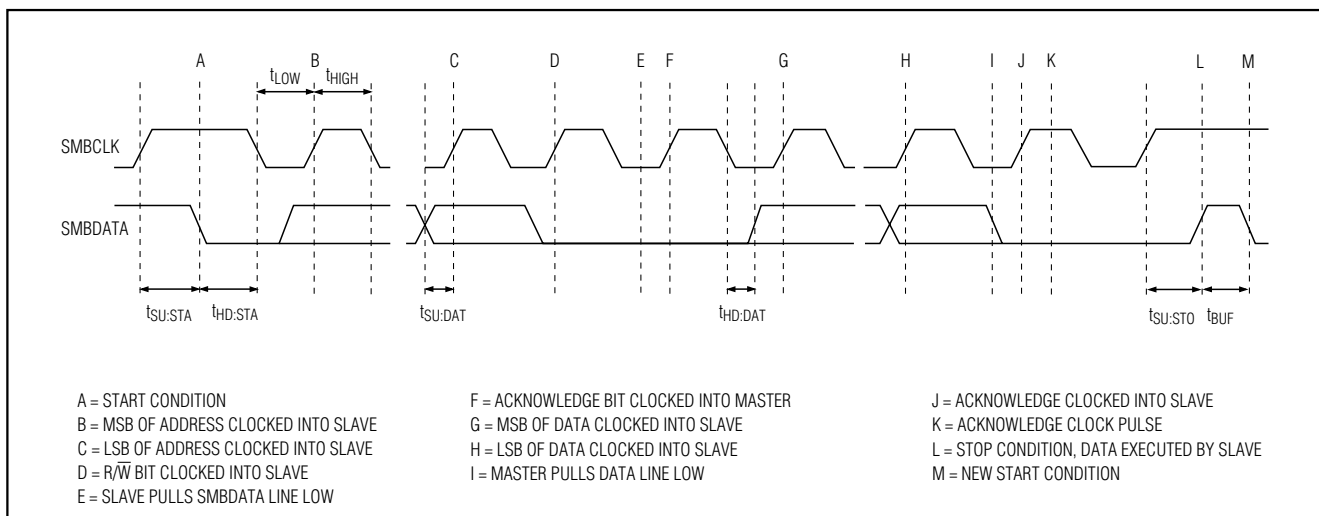 A B C D E F G H I J K L M
tLOW tHIGH
SMBCLK
SMBDATA
tSU:STA tHD:STA tSU:DAT tHD:DAT tSU:STO tBUF
A = START CONDITION
B = MSB OF ADDRESS CLOCKED INTO SLAVE
C = LSB OF ADDRESS CLOCKED INTO SLAVE
D = R/W̅ BIT CLOCKED INTO SLAVE
E = SLAVE PULLS SMBDATA LINE LOW
F = ACKNOWLEDGE BIT CLOCKED INTO MASTER
G = MSB OF DATA CLOCKED INTO SLAVE
H = LSB OF DATA CLOCKED INTO SLAVE
I = MASTER PULLS DATA LINE LOW
J = ACKNOWLEDGE CLOCKED INTO SLAVE
K = ACKNOWLEDGE CLOCK PULSE
L = STOP CONDITION, DATA EXECUTED BY SLAVE
M = NEW START CONDITION